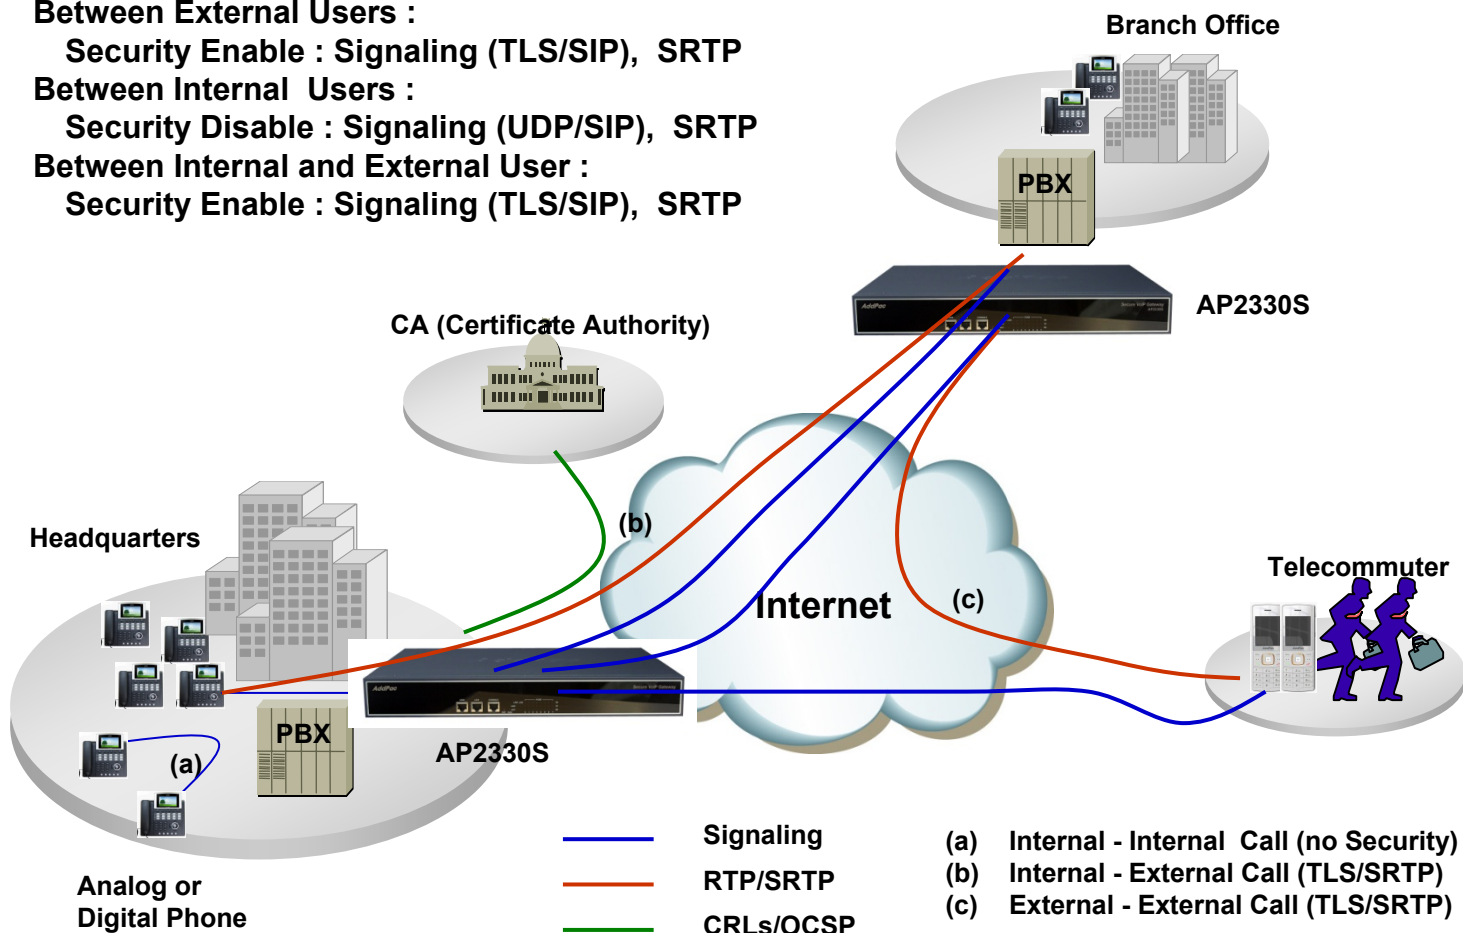 Between External Users :
Security Enable : Signaling (TLS/SIP), SRTP
Between Internal Users :
Security Disable : Signaling (UDP/SIP), SRTP
Between Internal and External User :
Security Enable : Signaling (TLS/SIP), SRTP
Branch Office
PBX
AddPac
AP2330S
CA (Certificate Authority)
(b)
Headquarters
Internet
(c)
Telecommuter
AddPac
PBX
AP2330S
(a)
Analog or
Digital Phone
Signaling
RTP/SRTP
CRLs/OCSP
(a) Internal - Internal Call (no Security)
(b) Internal - External Call (TLS/SRTP)
(c) External - External Call (TLS/SRTP)